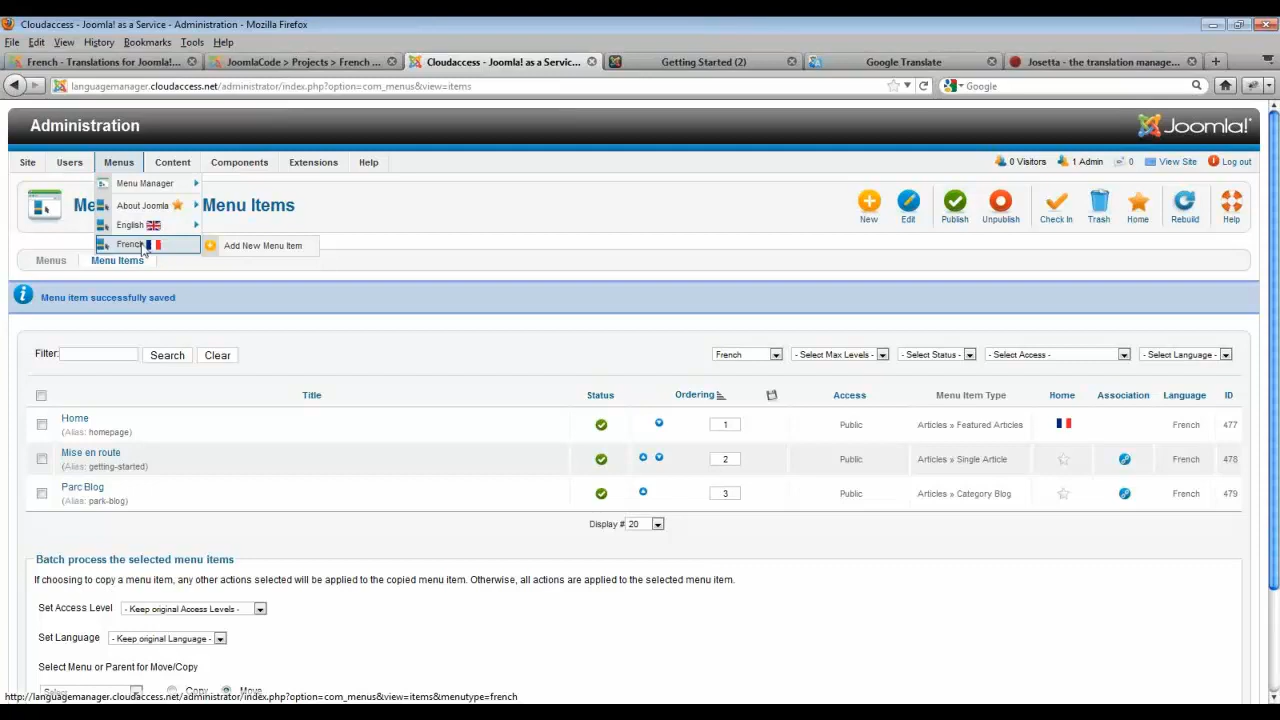 Cloudaccess - Joomla! as a Service - Administration - Mozilla Firefox
File Edit View History Bookmarks Tools Help
French - Translations for Joomla!... JoomlaCode > Projects > French ... Cloudaccess - Joomla! as a Servic... Getting Started (2) Google Translate Josetta - the translation manage...
languagemanager.cloudaccess.net/administrator/index.php?option=com_menus&view=items Google
Administration Joomla!
Site Users Menus Content Components Extensions Help 0 Visitors 1 Admin 0 View Site Log out
Menu Manager
Me Menu Items
About Joomla
English
French Add New Menu Item
New Edit Publish Unpublish Check In Trash Home Rebuild Help
Menus Menu Items
Menu item successfully saved
Filter: Search Clear French - Select Max Levels - - Select Status - - Select Access - - Select Language -
Title Status Ordering Access Menu Item Type Home Association Language ID
Home
(Alias: homepage) 1 Public Articles » Featured Articles French 477
Mise en route
(Alias: getting-started) 2 Public Articles » Single Article French 478
Parc Blog
(Alias: park-blog) 3 Public Articles » Category Blog French 479
Display # 20
Batch process the selected menu items
If choosing to copy a menu item, any other actions selected will be applied to the copied menu item. Otherwise, all actions are applied to the selected menu item.
Set Access Level - Keep original Access Levels -
Set Language - Keep original Language -
Select Menu or Parent for Move/Copy
Select Copy Move
http://languagemanager.cloudaccess.net/administrator/index.php?option=com_menus&view=items&menutype=french